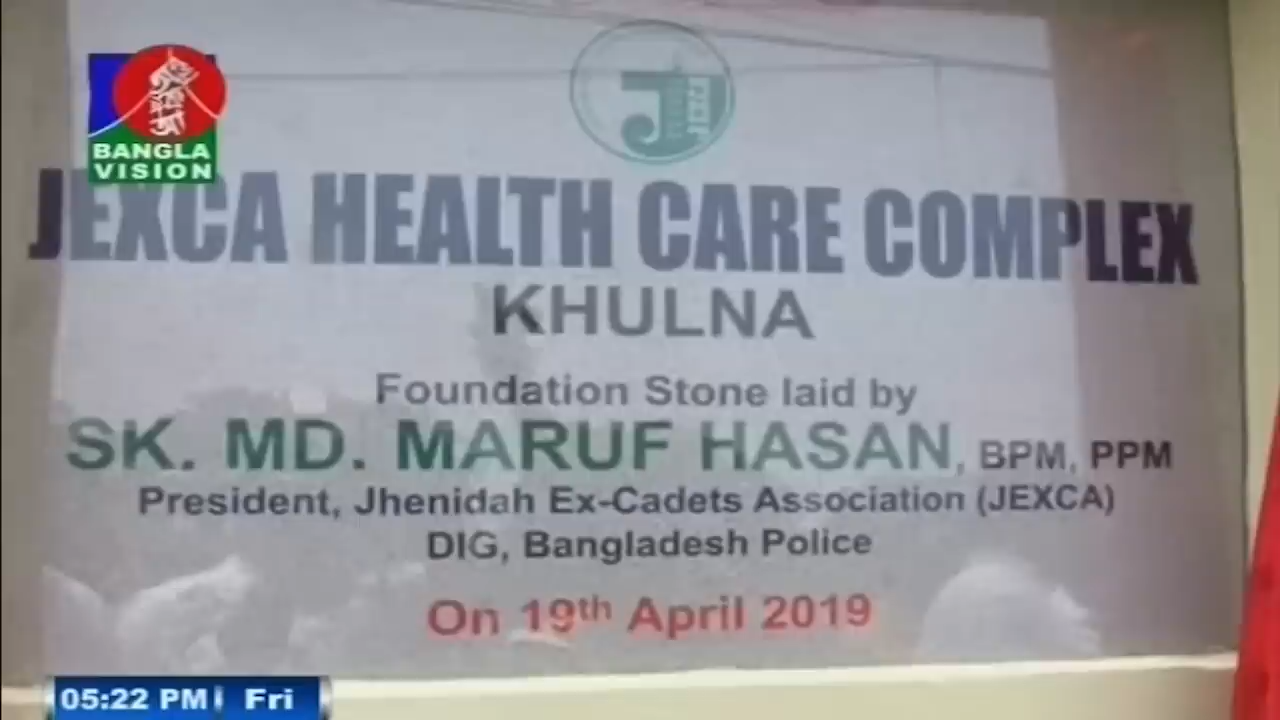 BANGLA
VISION
JEXCA HEALTH CARE COMPLEX
KHULNA
Foundation Stone laid by
SK. MD. MARUF HASAN, BPM, PPM
President, Jhenidah Ex-Cadets Association (JEXCA)
DIG, Bangladesh Police
On 19th April 2019
05:22 PM Fri